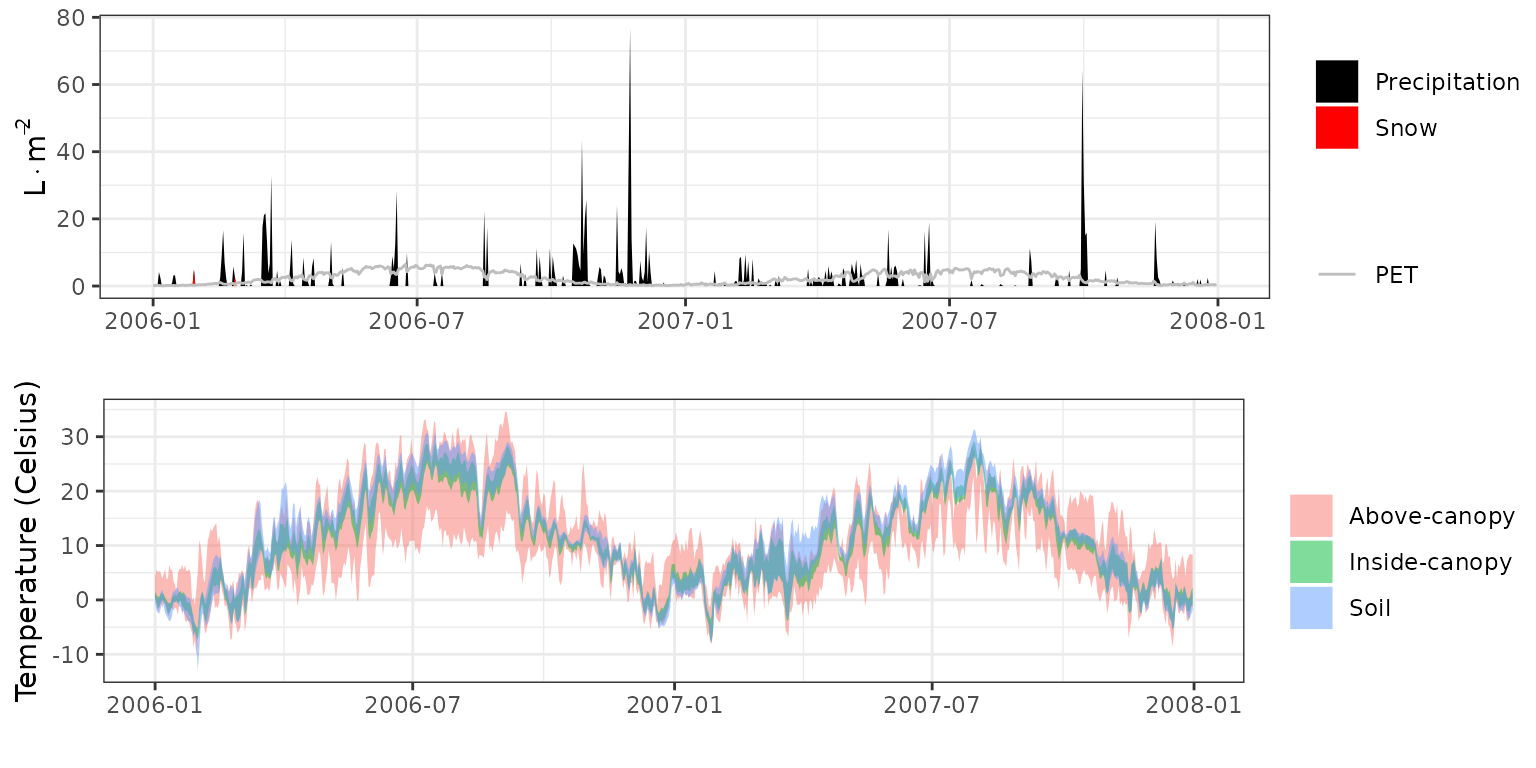 80
60
40
20
0
L · m⁻²
2006-01
2006-07
2007-01
2007-07
2008-01
Precipitation
Snow
PET
30
20
10
0
-10
Temperature (Celsius)
2006-01
2006-07
2007-01
2007-07
2008-01
Above-canopy
Inside-canopy
Soil